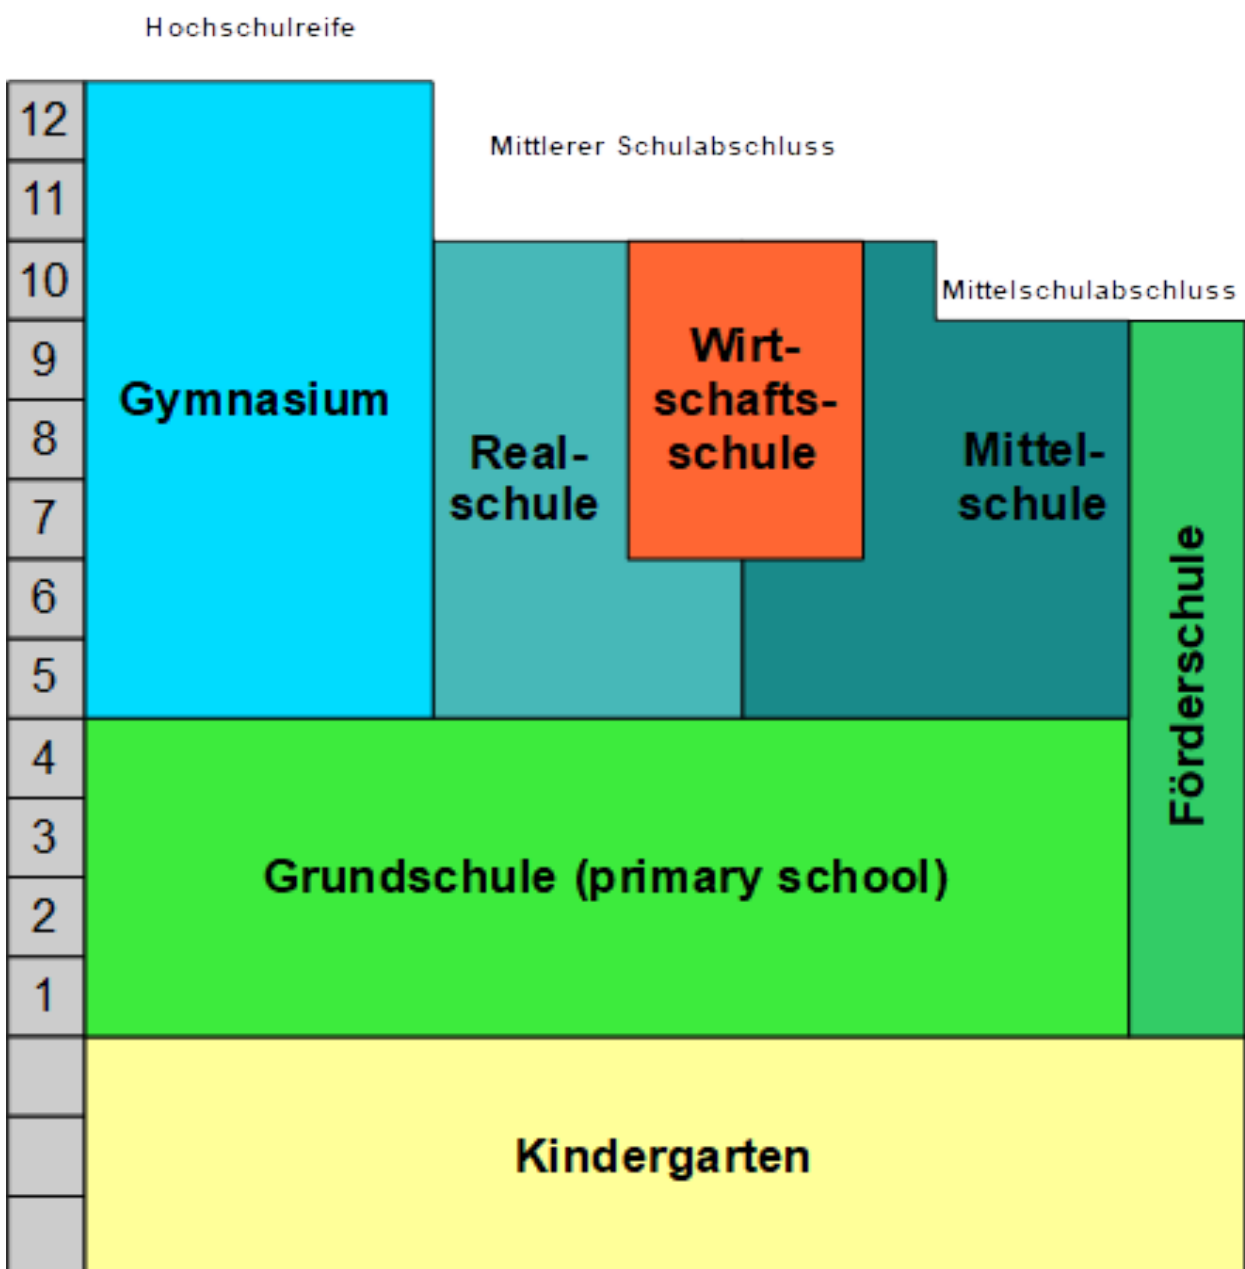 Hochschulreife
12
Mittlerer Schulabschluss
11
10
Mittelschulabschluss
9
Gymnasium
Wirt-
schafts-
schule
8
Real-
schule
Mittel-
schule
7
6
5
Förderschule
4
3
Grundschule (primary school)
2
1
Kindergarten